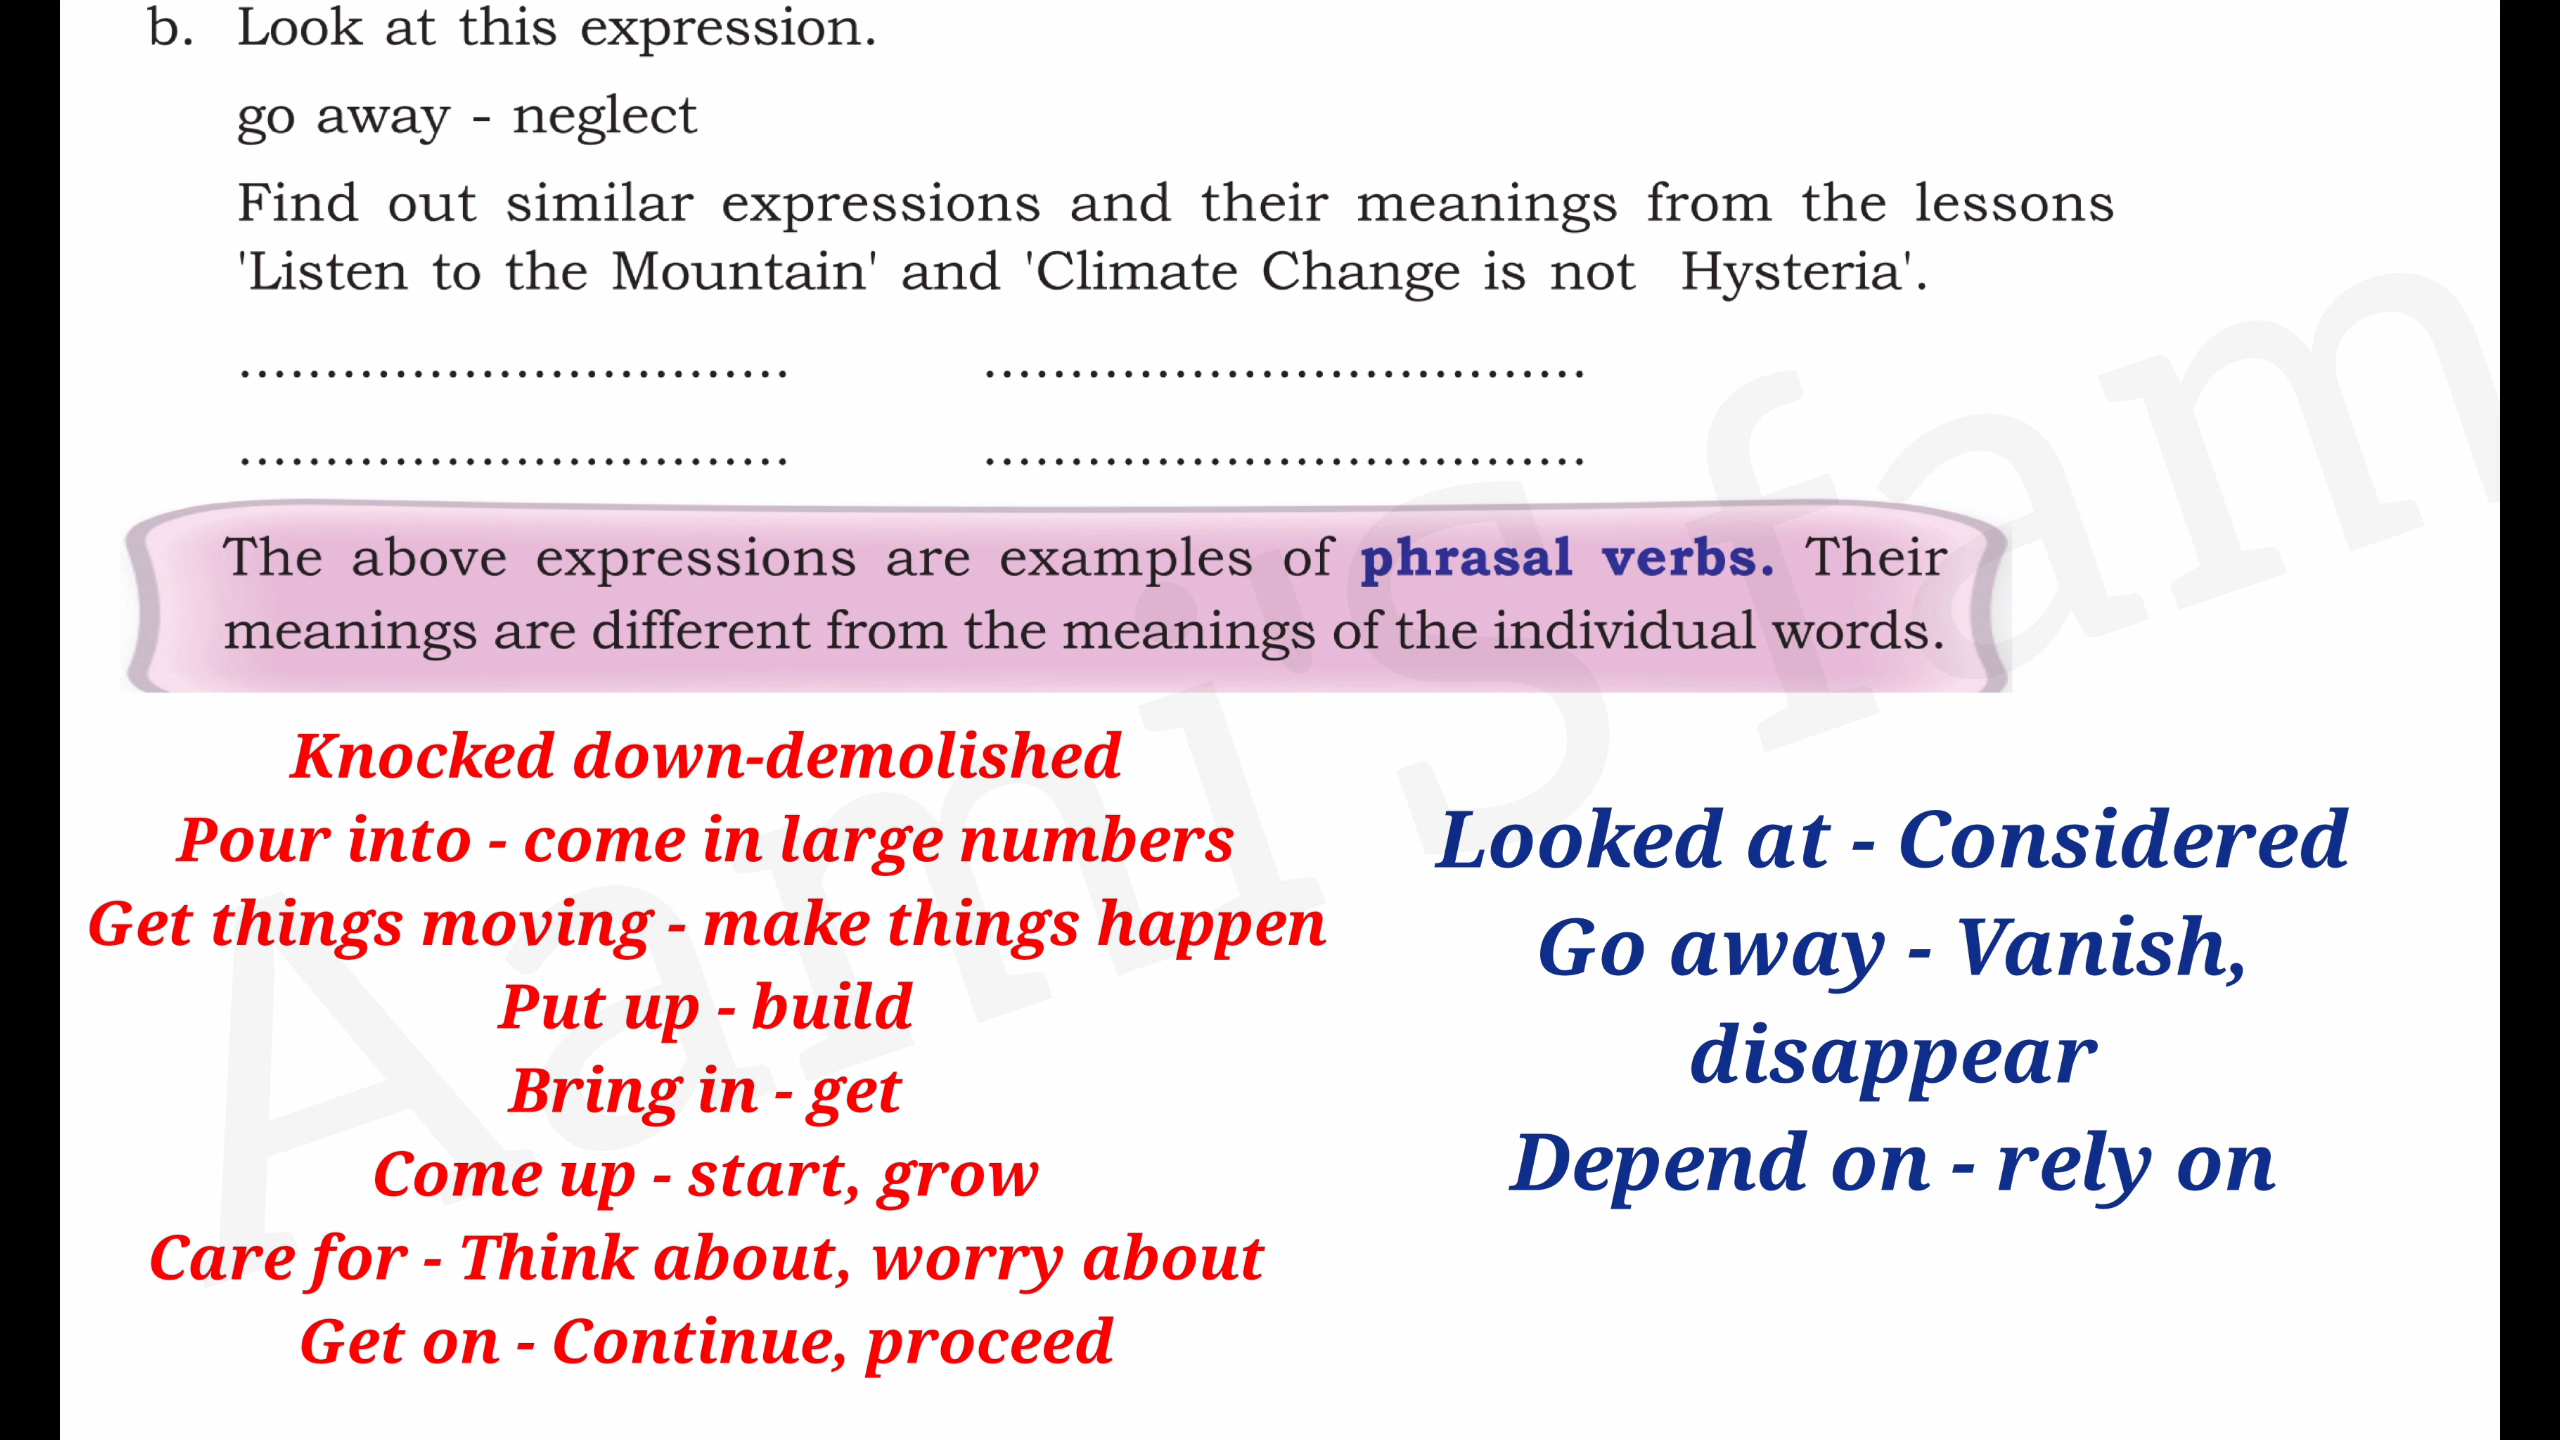 b. Look at this expression.
go away - neglect
Find out similar expressions and their meanings from the lessons
'Listen to the Mountain' and 'Climate Change is not Hysteria'.
................................ ...................................
................................ ...................................
The above expressions are examples of phrasal verbs. Their
meanings are different from the meanings of the individual words.
Knocked down-demolished
Pour into - come in large numbers
Get things moving - make things happen
Put up - build
Bring in - get
Come up - start, grow
Care for - Think about, worry about
Get on - Continue, proceed
Looked at - Considered
Go away - Vanish,
disappear
Depend on - rely on
Aami'S fam